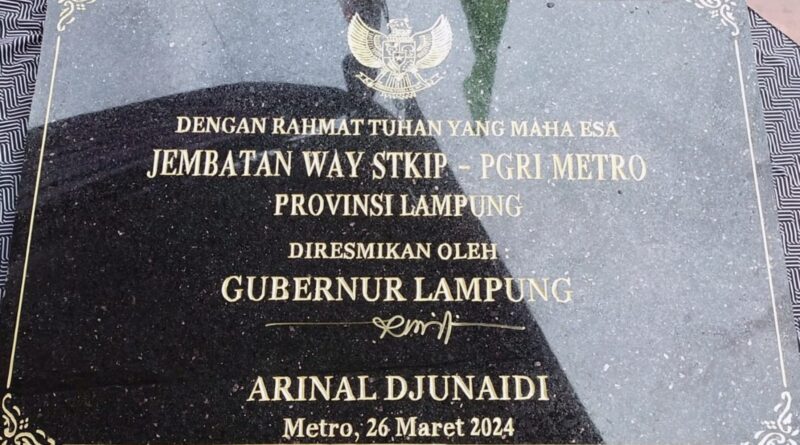 DENGAN RAHMAT TUHAN YANG MAHA ESA
JEMBATAN WAY STKIP - PGRI METRO
PROVINSI LAMPUNG
DIRESMIKAN OLEH :
GUBERNUR LAMPUNG
ARINAL DJUNAIDI
Metro, 26 Maret 2024